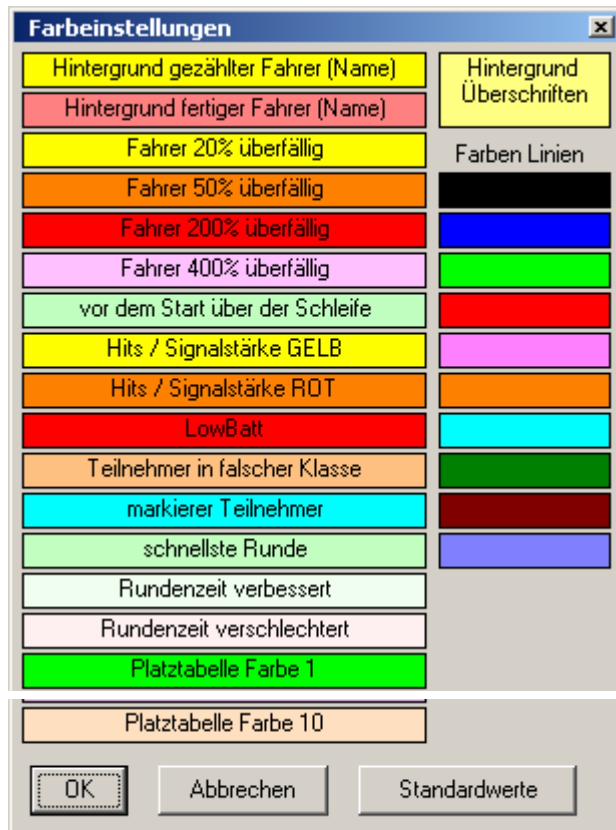 Farbeinstellungen
Hintergrund gezählter Fahrer (Name)
Hintergrund fertiger Fahrer (Name)
Fahrer 20% überfällig
Fahrer 50% überfällig
Fahrer 200% überfällig
Fahrer 400% überfällig
vor dem Start über der Schleife
Hits / Signalstärke GELB
Hits / Signalstärke ROT
LowBatt
Teilnehmer in falscher Klasse
markierer Teilnehmer
schnellste Runde
Rundenzeit verbessert
Rundenzeit verschlechtert
Platztabelle Farbe 1
Platztabelle Farbe 10
Hintergrund
Überschriften
Farben Linien
OK
Abbrechen
Standardwerte